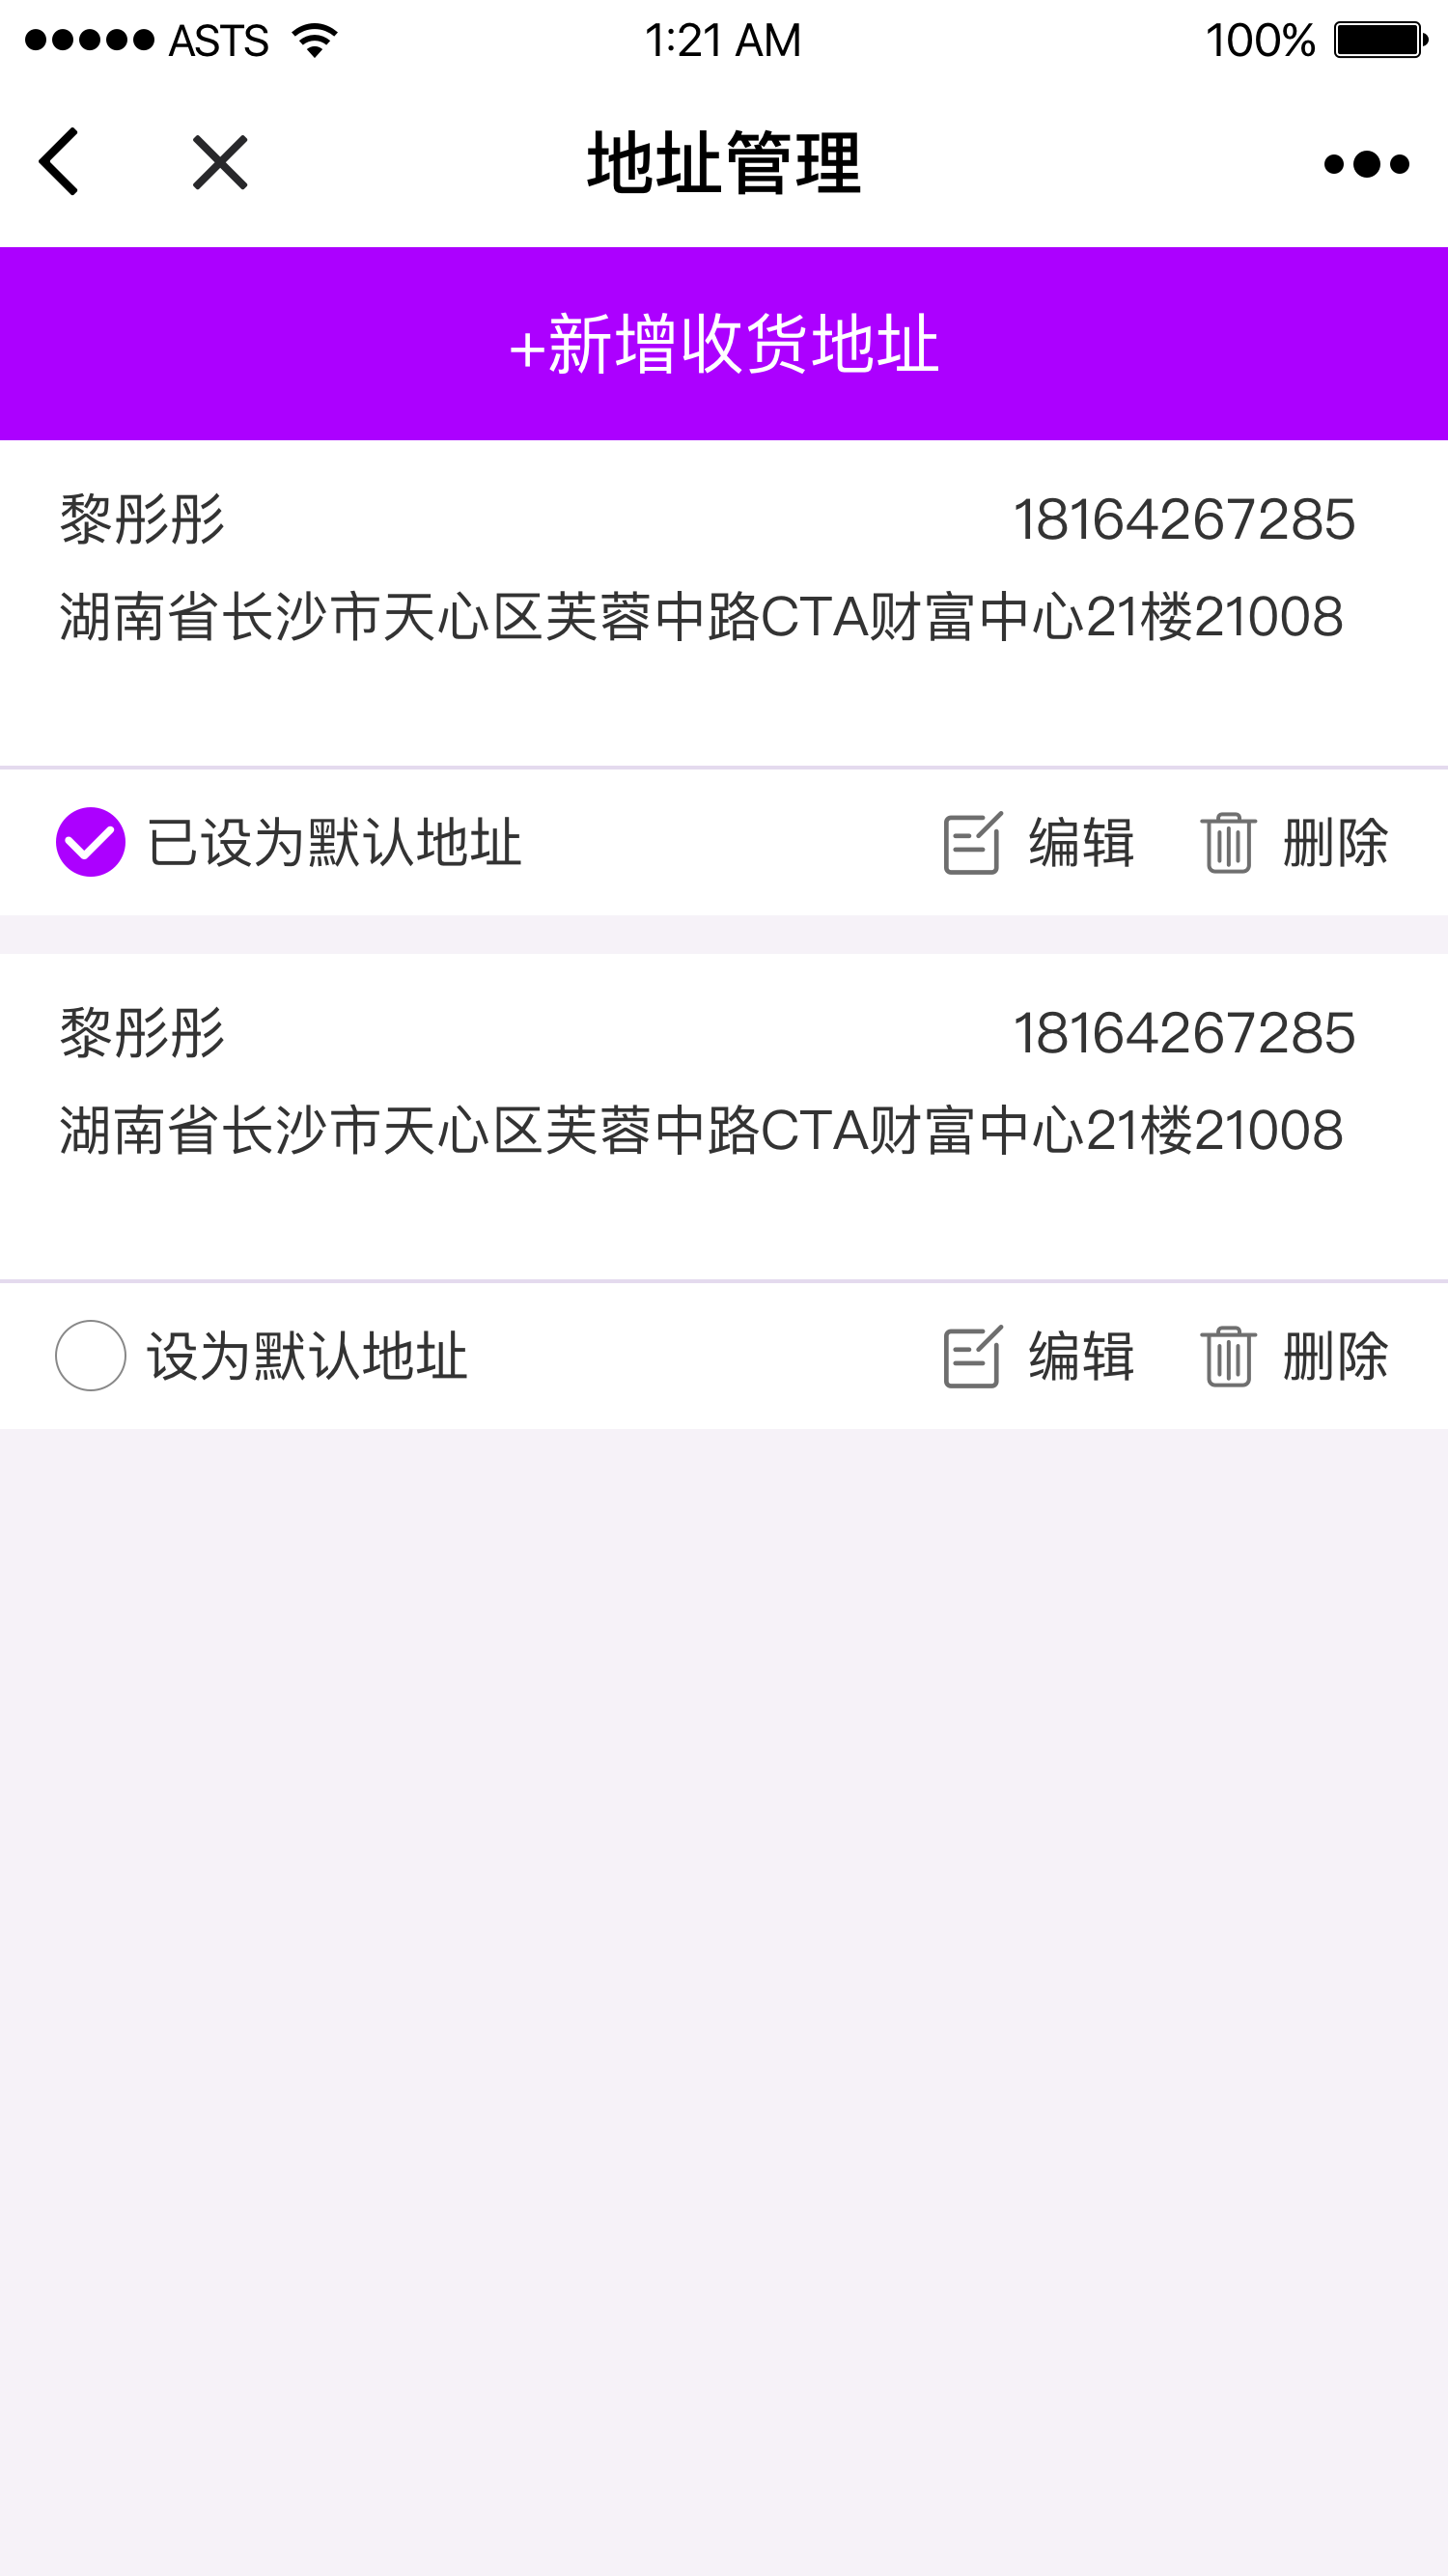 ASTS 1:21 AM 100%
地址管理
+新增收货地址
黎彤彤 18164267285
湖南省长沙市天心区芙蓉中路CTA财富中心21楼21008
已设为默认地址 编辑 删除
黎彤彤 18164267285
湖南省长沙市天心区芙蓉中路CTA财富中心21楼21008
设为默认地址 编辑 删除